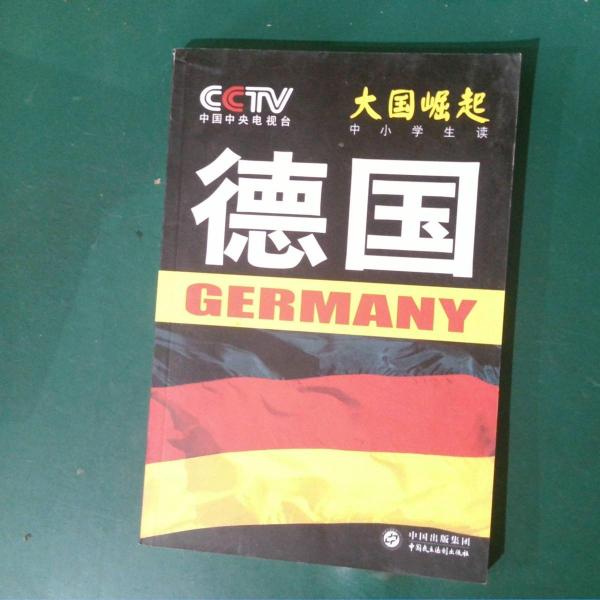 CCTV
中国中央电视台
大国崛起
中小学生读
德国
GERMANY
中国出版集团
中国民主法制出版社